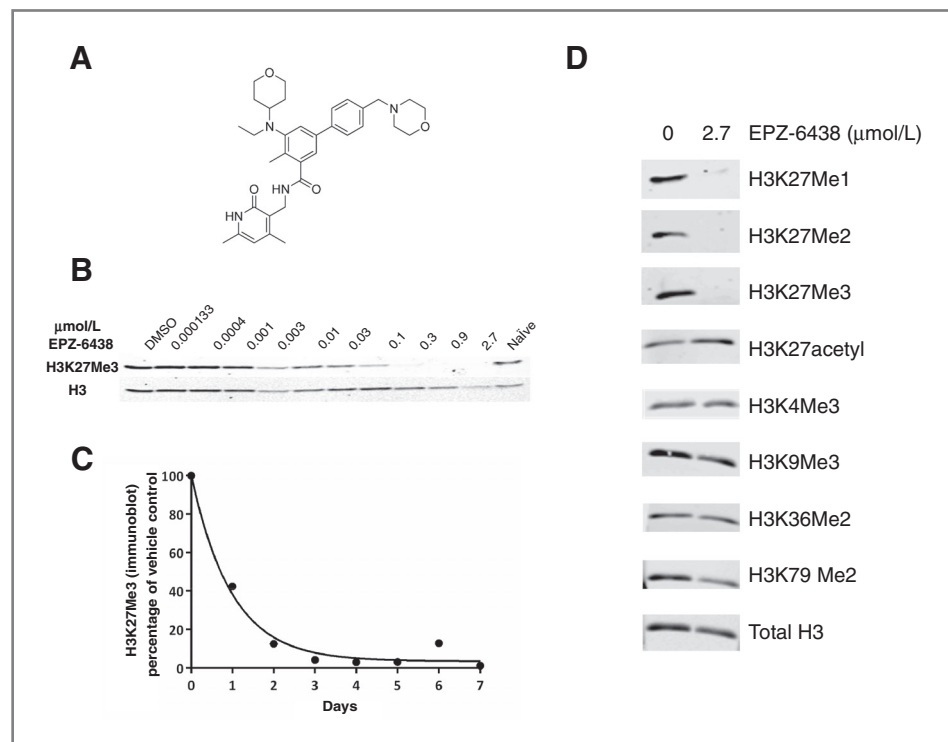 A
O
N
N
O
O
NH
O
HN
B
µmol/L
EPZ-6438
DMSO 0.000133 0.0004 0.001 0.003 0.01 0.03 0.1 0.3 0.9 2.7 Naïve
H3K27Me3
H3
C
H3K27Me3 (immunoblot)
percentage of vehicle control
100
80
60
40
20
0
0 1 2 3 4 5 6 7
Days
D
0 2.7 EPZ-6438 (µmol/L)
H3K27Me1
H3K27Me2
H3K27Me3
H3K27acetyl
H3K4Me3
H3K9Me3
H3K36Me2
H3K79 Me2
Total H3